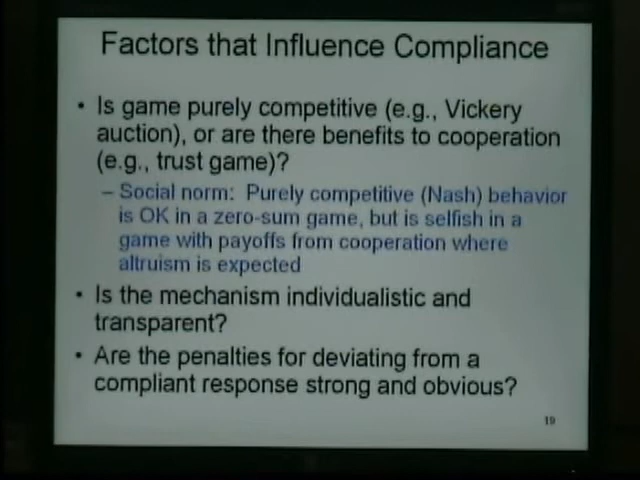 Factors that Influence Compliance
• Is game purely competitive (e.g., Vickery
auction), or are there benefits to cooperation
(e.g., trust game)?
– Social norm: Purely competitive (Nash) behavior
is OK in a zero-sum game, but is selfish in a
game with payoffs from cooperation where
altruism is expected
• Is the mechanism individualistic and
transparent?
• Are the penalties for deviating from a
compliant response strong and obvious?
19